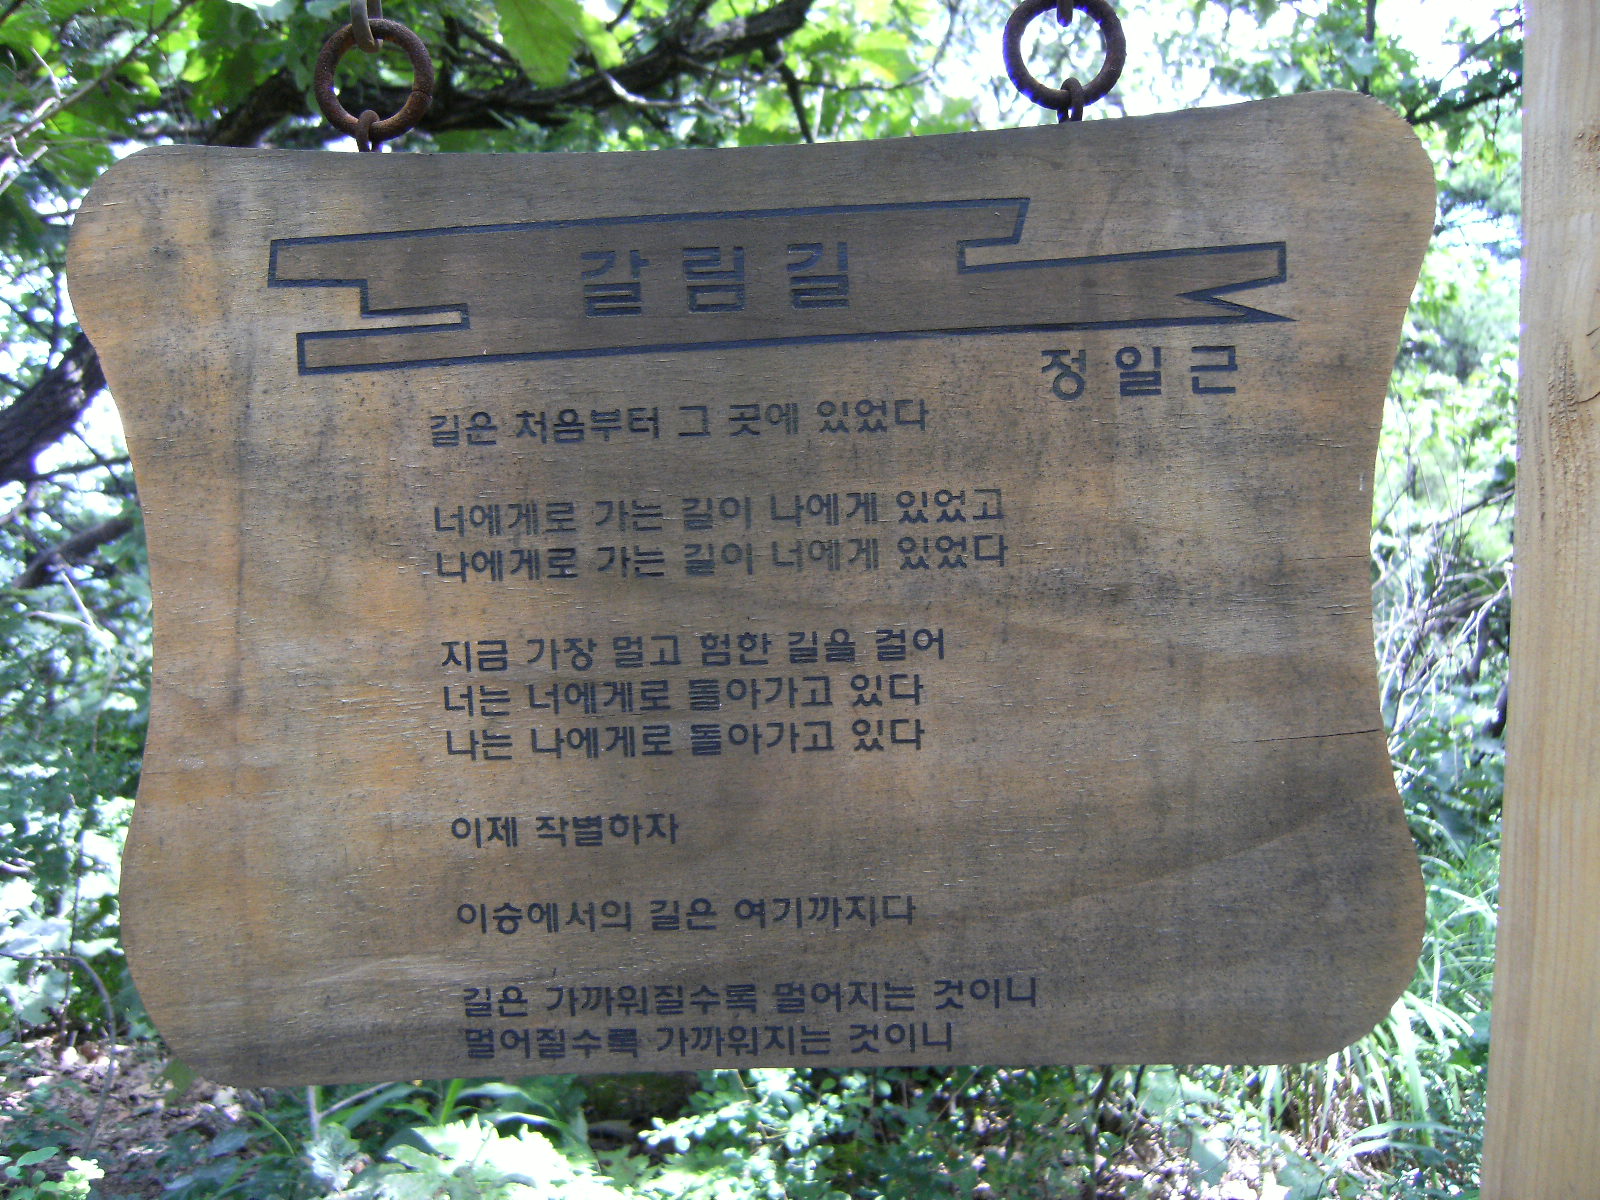 갈림길
정일근
길은 처음부터 그 곳에 있었다
너에게로 가는 길이 나에게 있었고
나에게로 가는 길이 너에게 있었다
지금 가장 멀고 험한 길을 걸어
너는 너에게로 돌아가고 있다
나는 나에게로 돌아가고 있다
이제 작별하자
이승에서의 길은 여기까지다
길은 가까워질수록 멀어지는 것이니
멀어질수록 가까워지는 것이니